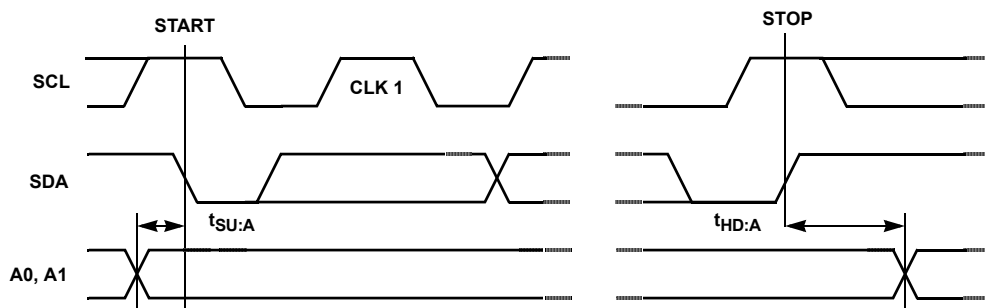 START
STOP
SCL
CLK 1
SDA
tSU:A
tHD:A
A0, A1